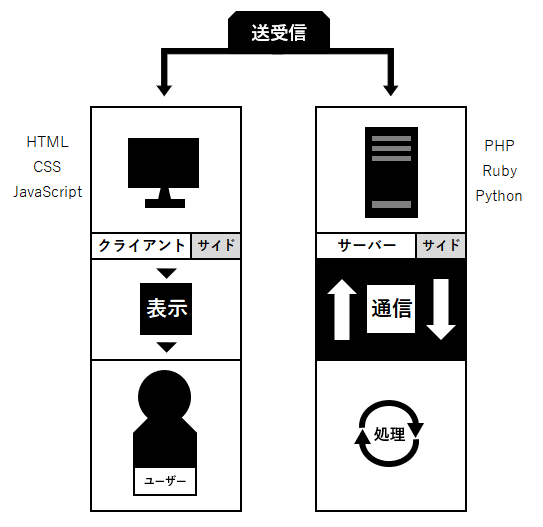 送受信
HTML
CSS
JavaScript
クライアント サイド
表示
ユーザー
PHP
Ruby
Python
サーバー サイド
通信
処理